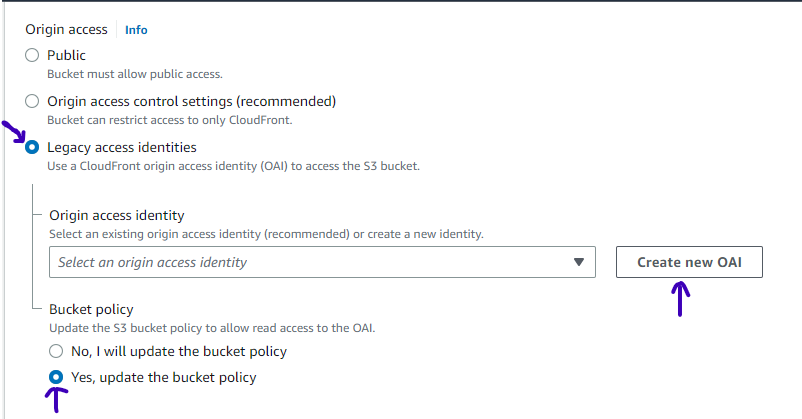 Origin access Info
Public
Bucket must allow public access.
Origin access control settings (recommended)
Bucket can restrict access to only CloudFront.
Legacy access identities
Use a CloudFront origin access identity (OAI) to access the S3 bucket.
Origin access identity
Select an existing origin access identity (recommended) or create a new identity.
Select an origin access identity Create new OAI
Bucket policy
Update the S3 bucket policy to allow read access to the OAI.
No, I will update the bucket policy
Yes, update the bucket policy